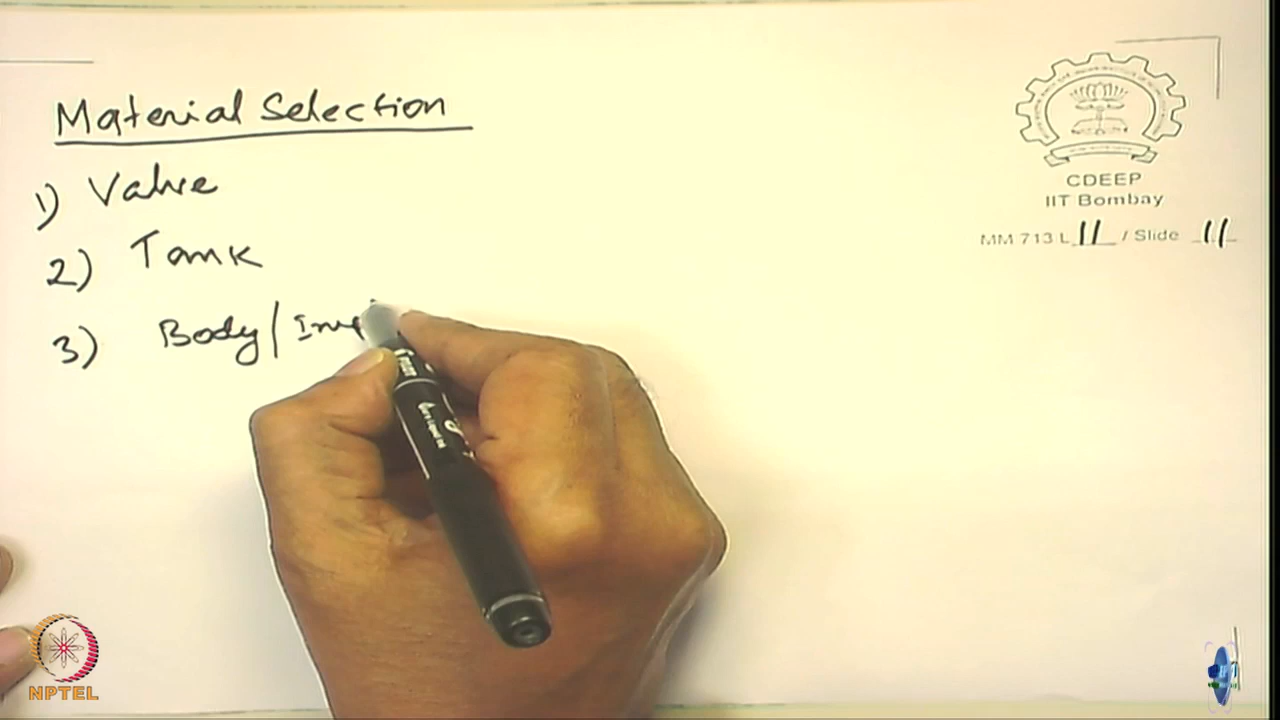 Material Selection
1) Valve
2) Tank
3) Body/
CDEEP
IIT Bombay
MM 713 L 11 / Slide 11
NPTEL